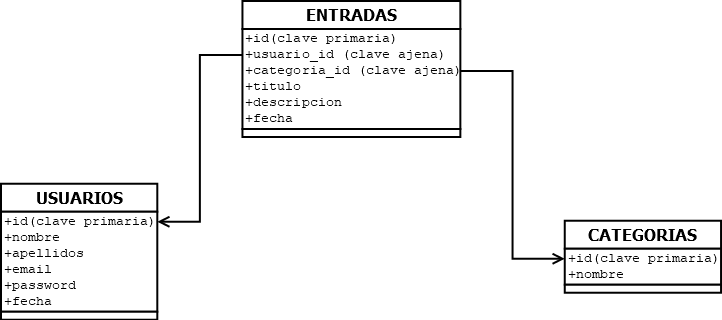 ENTRADAS
+id(clave primaria)
+usuario_id (clave ajena)
+categoria_id (clave ajena)
+titulo
+descripcion
+fecha
USUARIOS
+id(clave primaria)
+nombre
+apellidos
+email
+password
+fecha
CATEGORIAS
+id(clave primaria)
+nombre